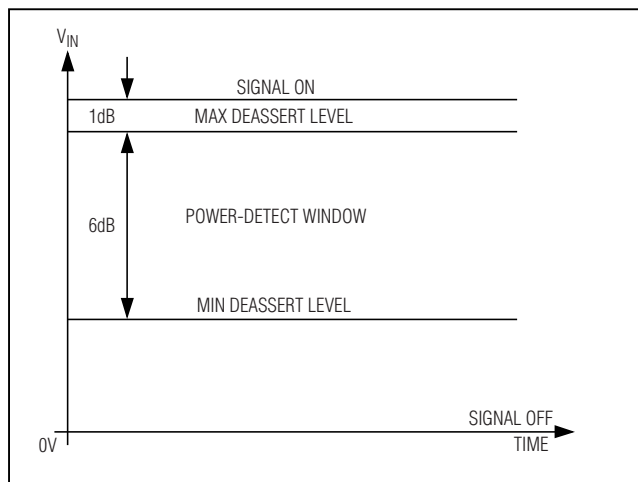 VIN
SIGNAL ON
1dB
MAX DEASSERT LEVEL
6dB
POWER-DETECT WINDOW
MIN DEASSERT LEVEL
SIGNAL OFF
0V
TIME